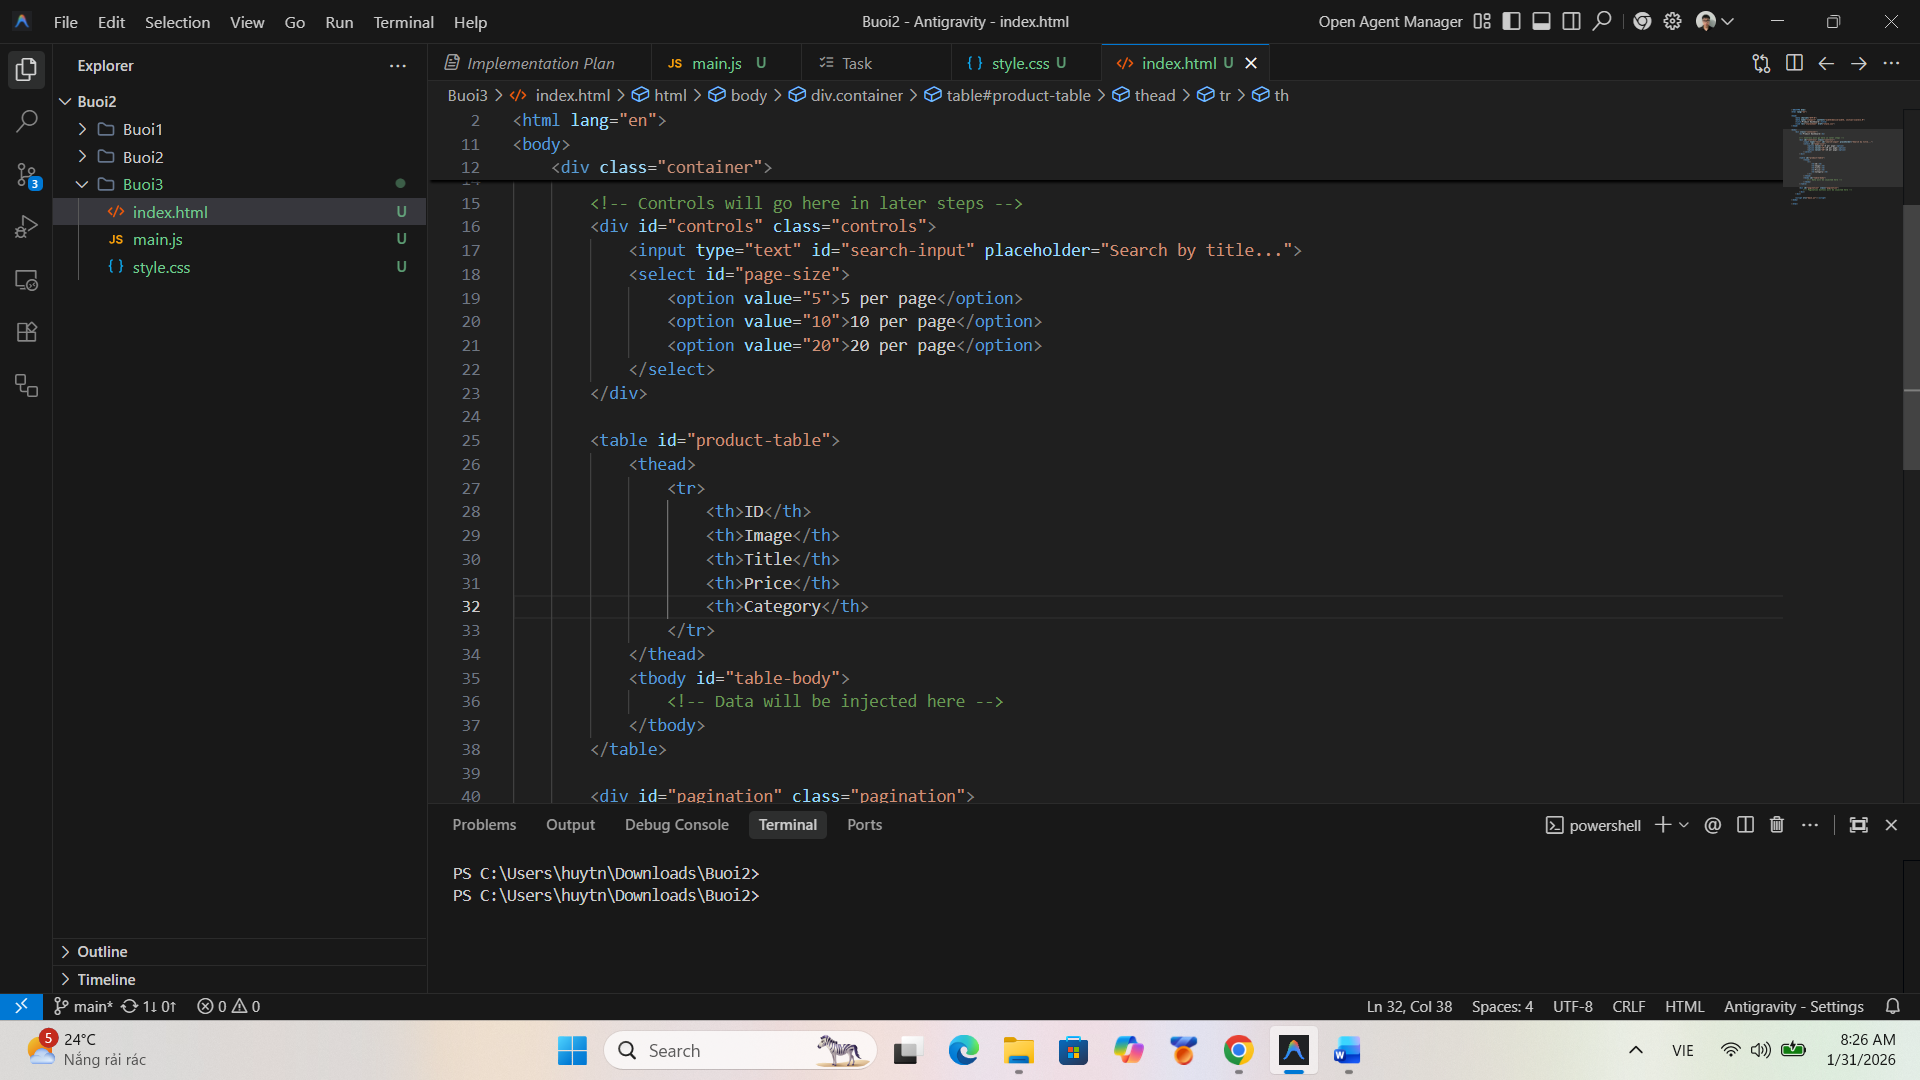 File Edit Selection View Go Run Terminal Help
Buoi2 - Antigravity - index.html
Open Agent Manager
Explorer
Buoi2
Buoi1
Buoi2
Buoi3
index.html U
main.js U
style.css U
Outline
Timeline
3
Implementation Plan
JS main.js U
Task
{ } style.css U
</> index.html U
Buoi3 > </> index.html > html > body > div.container > table#product-table > thead > tr > th
2 <html lang="en">
11 <body>
12 <div class="container">
14
15 <!-- Controls will go here in later steps -->
16 <div id="controls" class="controls">
17 <input type="text" id="search-input" placeholder="Search by title...">
18 <select id="page-size">
19 <option value="5">5 per page</option>
20 <option value="10">10 per page</option>
21 <option value="20">20 per page</option>
22 </select>
23 </div>
24
25 <table id="product-table">
26 <thead>
27 <tr>
28 <th>ID</th>
29 <th>Image</th>
30 <th>Title</th>
31 <th>Price</th>
32 <th>Category</th>
33 </tr>
34 </thead>
35 <tbody id="table-body">
36 <!-- Data will be injected here -->
37 </tbody>
38 </table>
39
40 <div id="pagination" class="pagination">
Problems Output Debug Console Terminal Ports
powershell
PS C:\Users\huytn\Downloads\Buoi2>
PS C:\Users\huytn\Downloads\Buoi2>
main* 1↓ 0↑ 0 0
Ln 32, Col 38 Spaces: 4 UTF-8 CRLF HTML Antigravity - Settings
5
24°C
Nắng rải rác
Search
VIE
8:26 AM
1/31/2026